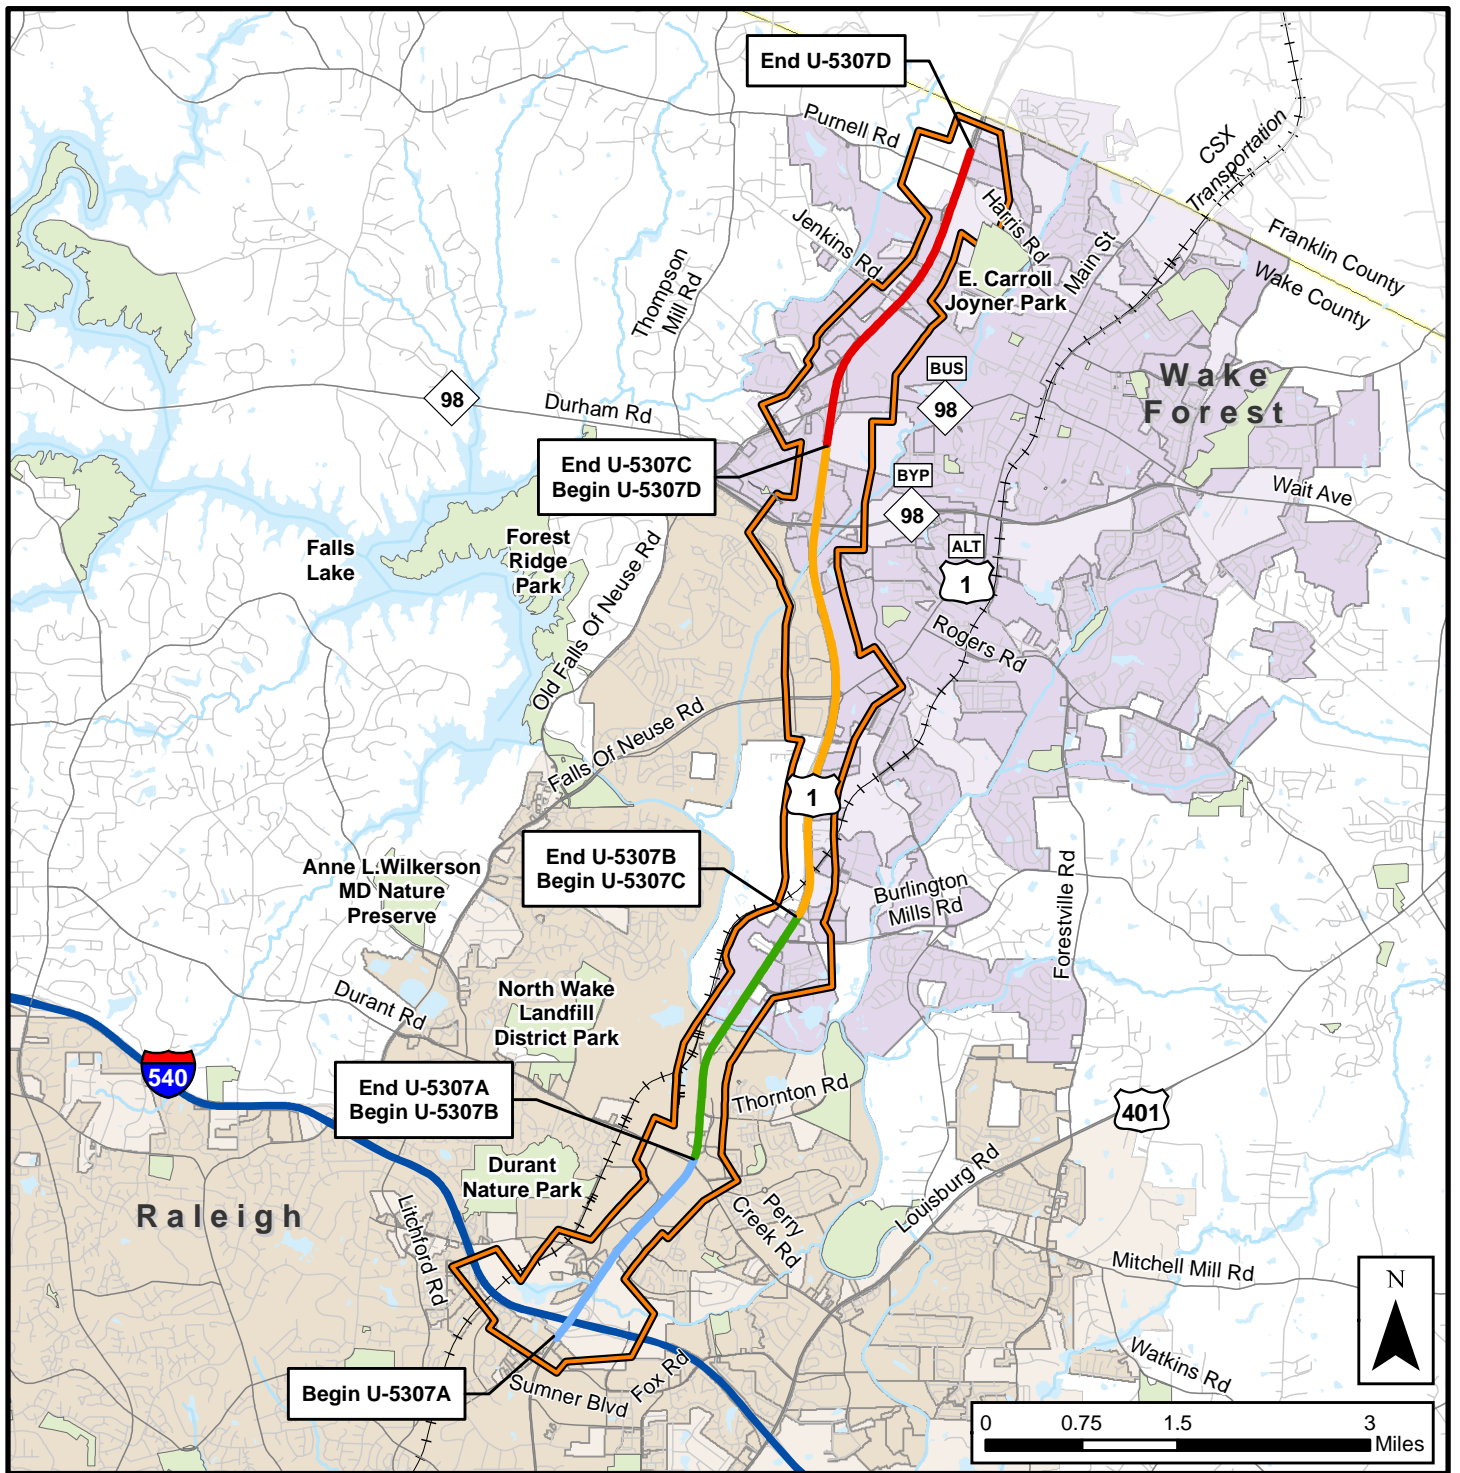 End U-5307D
Purnell Rd
CSX
Transportation
Harris Rd
Jenkins Rd
Main St
Franklin County
Wake County
Thompson
Mill Rd
E. Carroll
Joyner Park
BUS
98
Wake
Forest
98
Durham Rd
End U-5307C
Begin U-5307D
BYP
98
Wait Ave
Falls
Lake
Forest
Ridge
Park
ALT
1
Old Falls Of Neuse Rd
Rogers Rd
Falls Of Neuse Rd
1
End U-5307B
Begin U-5307C
Anne L.Wilkerson
MD Nature
Preserve
Burlington
Mills Rd
Forestville Rd
Durant Rd
North Wake
Landfill
District Park
540
End U-5307A
Begin U-5307B
Thornton Rd
401
Durant
Nature Park
Louisburg Rd
Raleigh
Litchford Rd
Perry
Creek Rd
Mitchell Mill Rd
N
Watkins Rd
Begin U-5307A
Sumner Blvd
Fox Rd
0 0.75 1.5 3
Miles